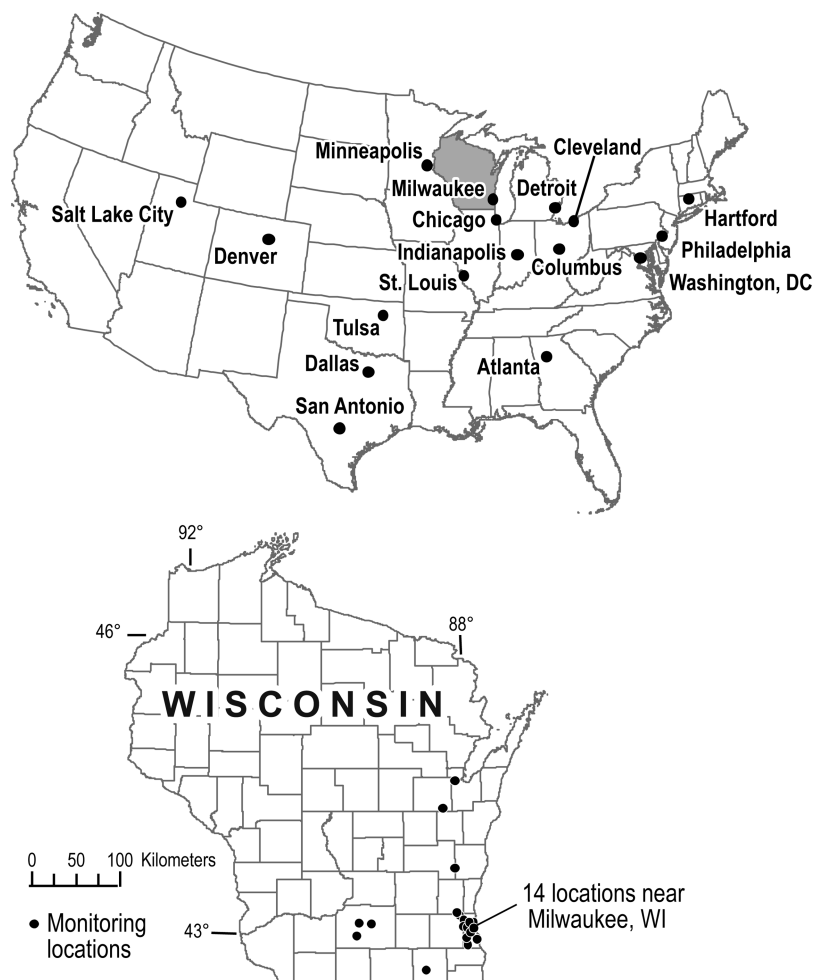 Cleveland
Minneapolis
Milwaukee
Detroit
Salt Lake City
Chicago
Hartford
Denver
Indianapolis
Philadelphia
Columbus
St. Louis
Washington, DC
Tulsa
Dallas
Atlanta
San Antonio
92°
46°
88°
WISCONSIN
0 50 100 Kilometers
14 locations near
Milwaukee, WI
Monitoring
locations
43°